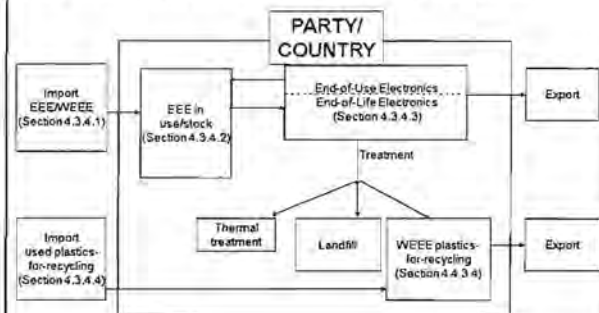 PARTY/
COUNTRY
Import
EEE/WEEE
(Section 4.3.4.1)
EEE in
use/stock
(Section 4.3.4.2)
End-of-Use Electronics
End-of-Life Electronics
(Section 4.3.4.3)
Export
Treatment
Thermal
treatment
Landfill
WEEE plastics-
for-recycling
(Section 4.4.3.4)
Export
Import
used plastics-
for-recycling
(Section 4.3.4.4)